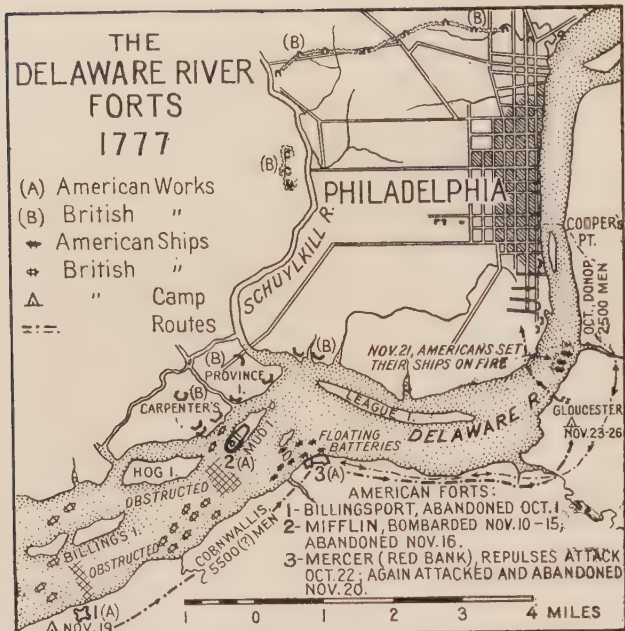 THE
DELAWARE RIVER
FORTS
1777
(A) American Works
(B) British "
American Ships
British "
" Camp
Routes
(B)
(B)
(B)
PHILADELPHIA
SCHUYLKILL R.
COOPER'S
PT.
OCT., DONOP,
2500 MEN
NOV. 21, AMERICANS SET
THEIR SHIPS ON FIRE
(B)
(B)
PROVINCE I.
(B)
CARPENTER'S I.
LEAGUE I.
DELAWARE R.
GLOUCESTER
NOV. 23-26
MUD I.
2(A)
FLOATING
BATTERIES
3(A)
HOG I.
OBSTRUCTED
BILLINGS I.
OBSTRUCTED
CORNWALLIS,
5500(?) MEN
1(A)
NOV. 19
AMERICAN FORTS:
1-BILLINGSPORT, ABANDONED OCT. 1.
2-MIFFLIN, BOMBARDED NOV. 10-15;
ABANDONED NOV. 16.
3-MERCER (RED BANK), REPULSES ATTACK
OCT. 22; AGAIN ATTACKED AND ABANDONED
NOV. 20.
1 0 1 2 3 4 MILES